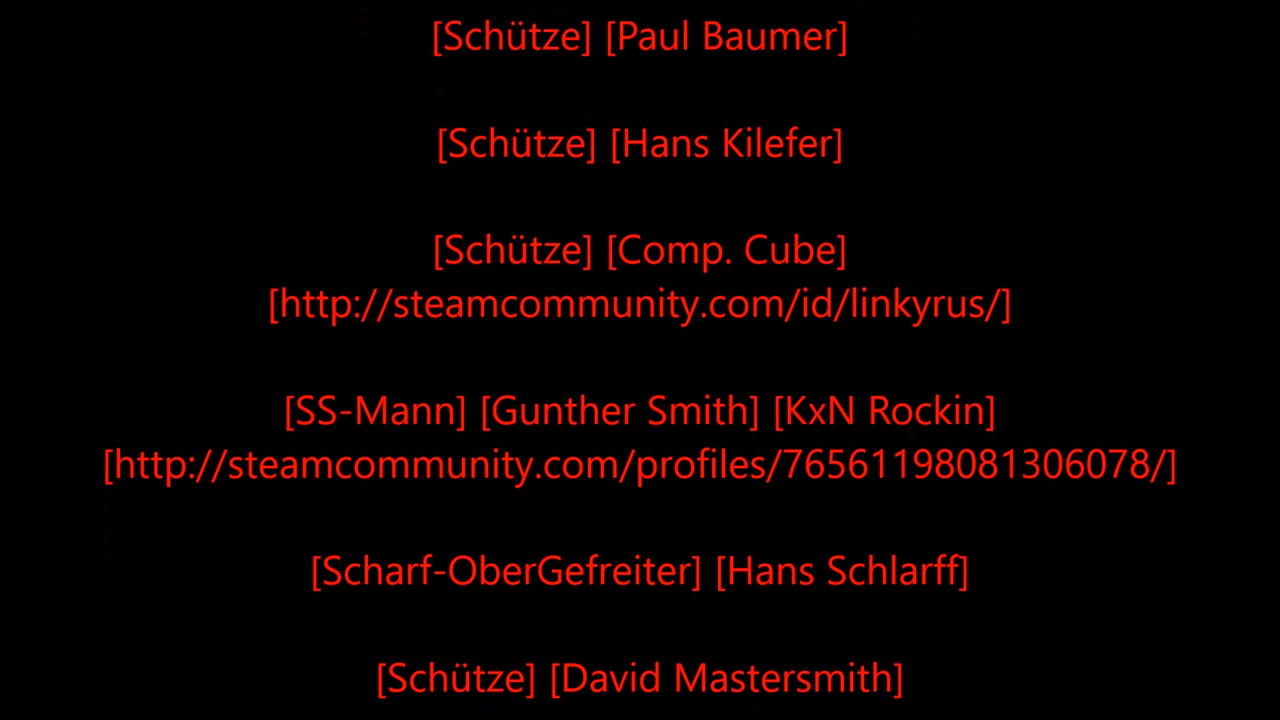 [Schütze] [Paul Baumer]
[Schütze] [Hans Kilefer]
[Schütze] [Comp. Cube]
[http://steamcommunity.com/id/linkyrus/]
[SS-Mann] [Gunther Smith] [KxN Rockin]
[http://steamcommunity.com/profiles/76561198081306078/]
[Scharf-OberGefreiter] [Hans Schlarff]
[Schütze] [David Mastersmith]